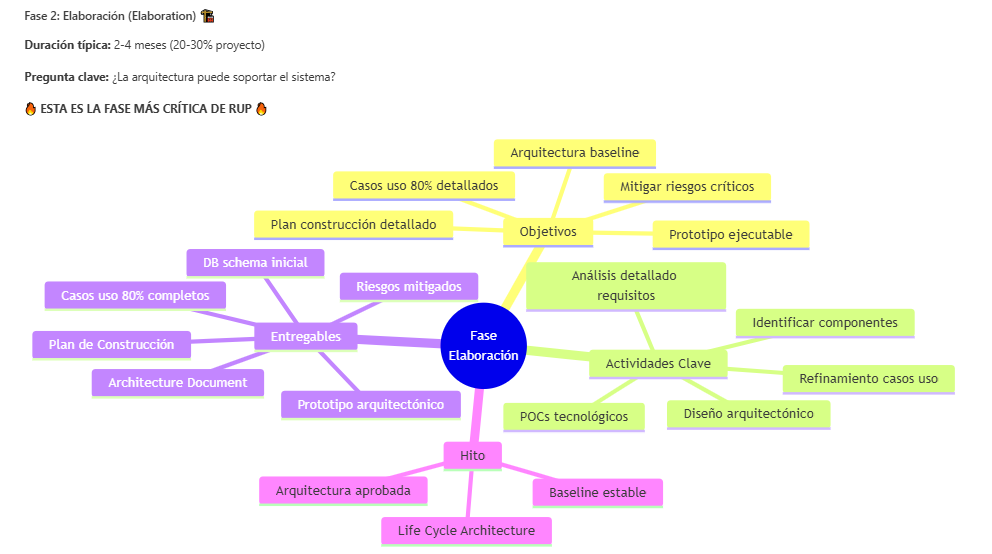 Fase 2: Elaboración (Elaboration) 🏗️
Duración típica: 2-4 meses (20-30% proyecto)
Pregunta clave: ¿La arquitectura puede soportar el sistema?
🔥 ESTA ES LA FASE MÁS CRÍTICA DE RUP 🔥
Arquitectura baseline
Casos uso 80% detallados
Mitigar riesgos críticos
Plan construcción detallado
Objetivos
Prototipo ejecutable
DB schema inicial
Análisis detallado
requisitos
Casos uso 80% completos
Riesgos mitigados
Identificar componentes
Entregables
Fase
Elaboración
Plan de Construcción
Actividades Clave
Architecture Document
Refinamiento casos uso
Prototipo arquitectónico
POCs tecnológicos
Diseño arquitectónico
Hito
Arquitectura aprobada
Baseline estable
Life Cycle Architecture